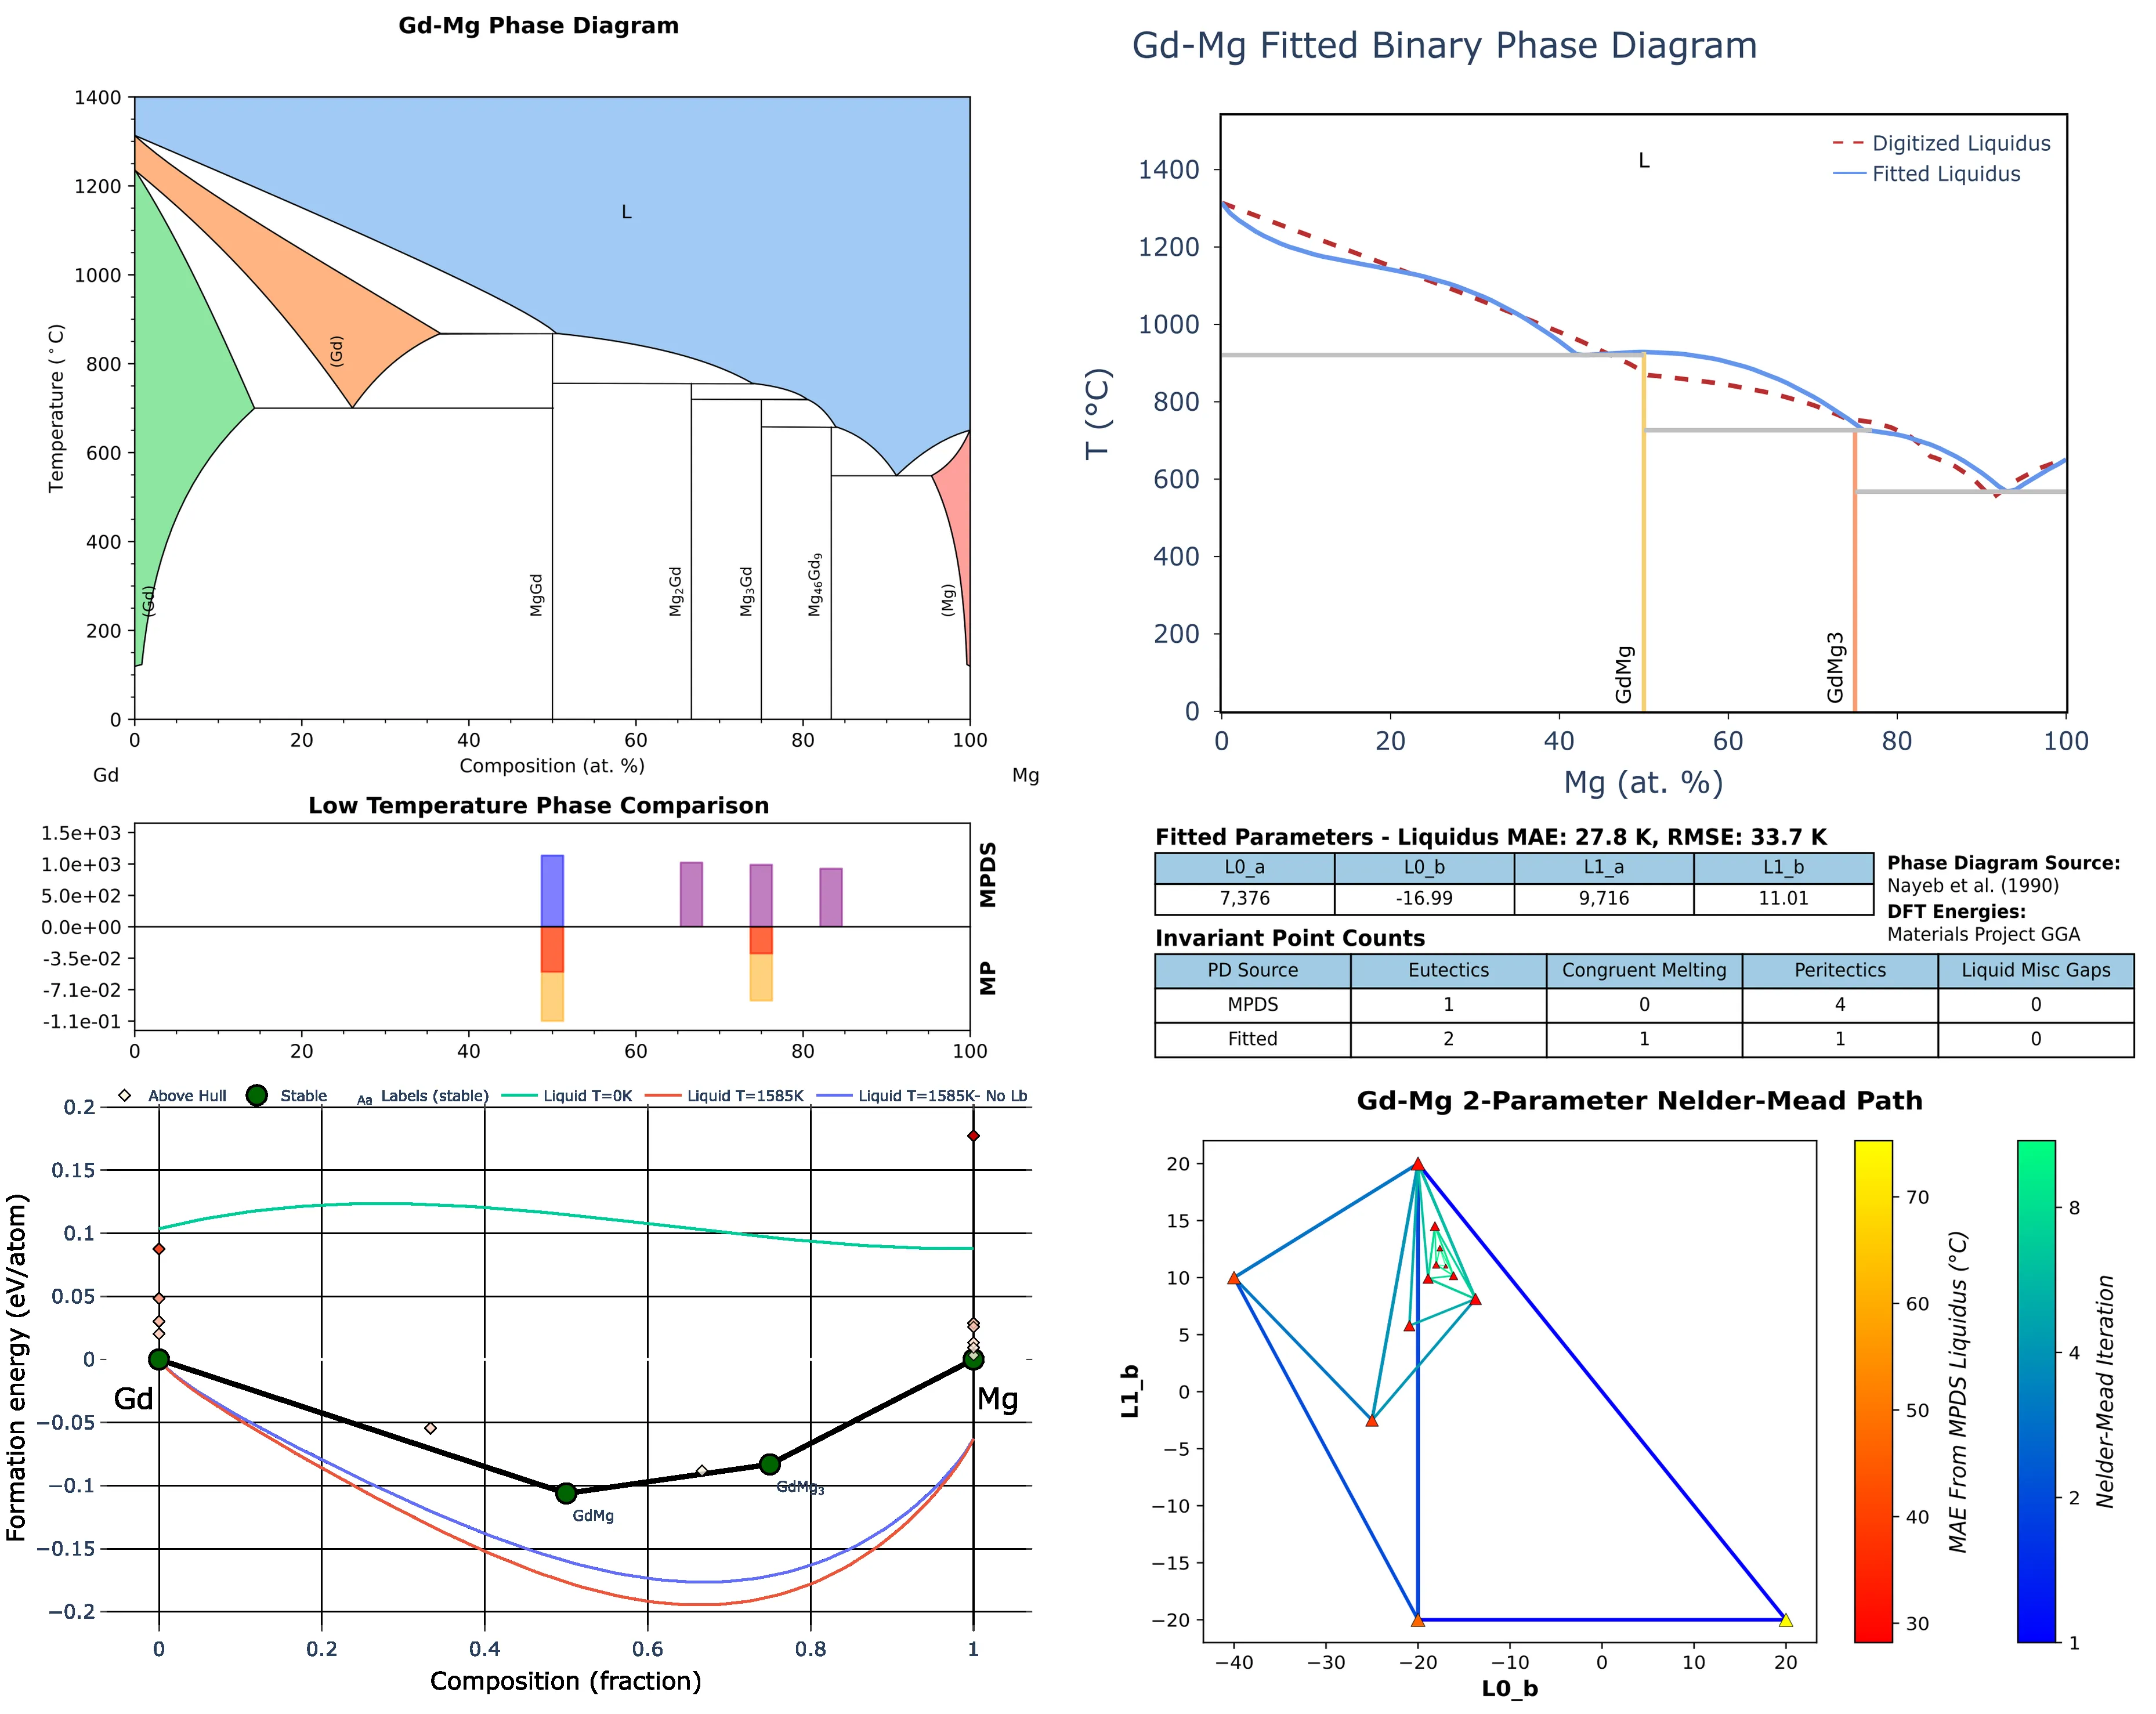 Gd-Mg Phase Diagram
1400
1200
1000
800
600
400
200
0
Temperature (°C)
L
(Gd)
(Gd)
MgGd
Mg₂Gd
Mg₃Gd
Mg₄₆Gd₉
(Mg)
0 20 40 60 80 100
Composition (at. %)
Gd Mg
Gd-Mg Fitted Binary Phase Diagram
1400
1200
1000
800
600
400
200
0
T (°C)
L
Digitized Liquidus
Fitted Liquidus
GdMg
GdMg3
0 20 40 60 80 100
Mg (at. %)
Low Temperature Phase Comparison
1.5e+03
1.0e+03
5.0e+02
0.0e+00
-3.5e-02
-7.1e-02
-1.1e-01
MPDS
MP
0 20 40 60 80 100
Fitted Parameters - Liquidus MAE: 27.8 K, RMSE: 33.7 K
L0_a L0_b L1_a L1_b
7,376 -16.99 9,716 11.01
Phase Diagram Source:
Nayeb et al. (1990)
DFT Energies:
Materials Project GGA
Invariant Point Counts
PD Source Eutectics Congruent Melting Peritectics Liquid Misc Gaps
MPDS 1 0 4 0
Fitted 2 1 1 0
Above Hull Stable Aa Labels (stable) Liquid T=0K Liquid T=1585K Liquid T=1585K- No Lb
0.2
0.15
0.1
0.05
0
−0.05
−0.1
−0.15
−0.2
Formation energy (eV/atom)
Gd
Mg
GdMg
GdMg₃
0 0.2 0.4 0.6 0.8 1
Composition (fraction)
Gd-Mg 2-Parameter Nelder-Mead Path
20
15
10
5
0
−5
−10
−15
−20
L1_b
−40 −30 −20 −10 0 10 20
L0_b
70
60
50
40
30
MAE From MPDS Liquidus (°C)
8
4
2
1
Nelder-Mead Iteration